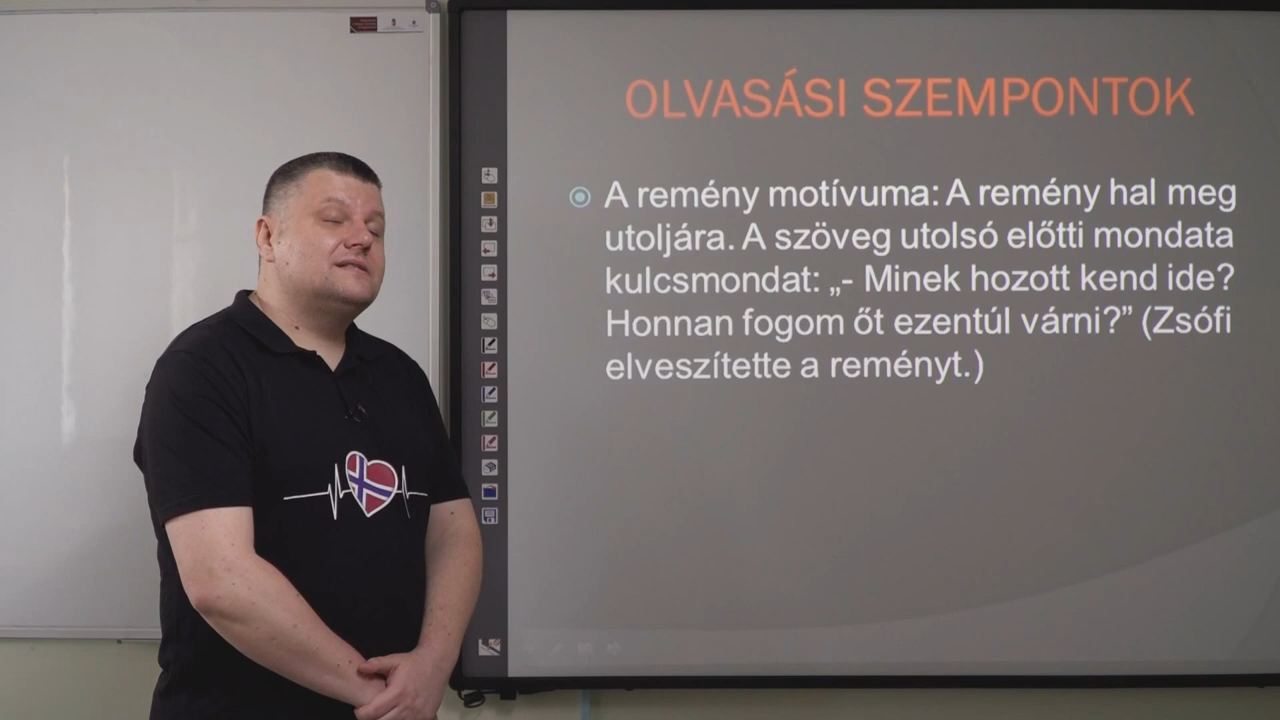 OLVASÁSI SZEMPONTOK
A remény motívuma: A remény hal meg
utoljára. A szöveg utolsó előtti mondata
kulcsmondat: „- Minek hozott kend ide?
Honnan fogom őt ezentúl várni?” (Zsófi
elveszítette a reményt.)